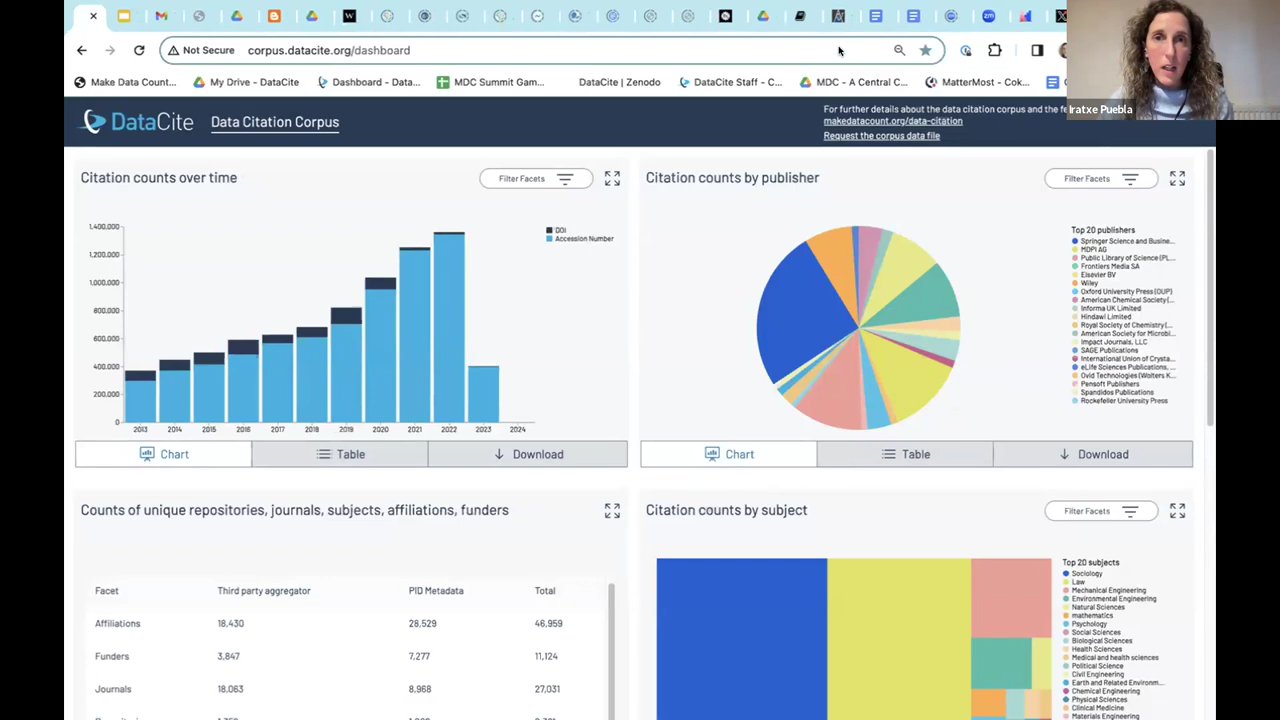 Not Secure corpus.datacite.org/dashboard
Make Data Count... My Drive - DataCite Dashboard - Data... MDC Summit Gam... DataCite | Zenodo DataCite Staff - C... MDC - A Central C... MatterMost - Cok...
Iratxe Puebla
DataCite Data Citation Corpus
For further details about the data citation corpus and the fe
makedatacount.org/data-citation
Request the corpus data file
Citation counts over time
Filter Facets
1,400,000
1,200,000
1,000,000
800,000
600,000
400,000
200,000
0
2013 2014 2015 2016 2017 2018 2019 2020 2021 2022 2023 2024
DOI
Accession Number
Chart Table Download
Citation counts by publisher
Filter Facets
Top 20 publishers
Springer Science and Busine...
MDPI AG
Public Library of Science (PL...
Frontiers Media SA
Elsevier BV
Wiley
Oxford University Press (OUP)
American Chemical Society (...
Informa UK Limited
Hindawi Limited
Royal Society of Chemistry (...
American Society for Microbi...
Impact Journals, LLC
SAGE Publications
International Union of Crysta...
eLife Sciences Publications, ...
Ovid Technologies (Wolters K...
Pensoft Publishers
Spandidos Publications
Rockefeller University Press
Chart Table Download
Counts of unique repositories, journals, subjects, affiliations, funders
Facet Third party aggregator PID Metadata Total
Affiliations 18,430 28,529 46,959
Funders 3,847 7,277 11,124
Journals 18,063 8,968 27,031
Citation counts by subject
Filter Facets
Top 20 subjects
Sociology
Law
Mechanical Engineering
Environmental Engineering
Natural Sciences
mathematics
Psychology
Social Sciences
Biological Sciences
Health Sciences
Medical and health sciences
Political Science
Civil Engineering
Earth and Related Environm...
Chemical Engineering
Physical Sciences
Clinical Medicine
Materials Engineering